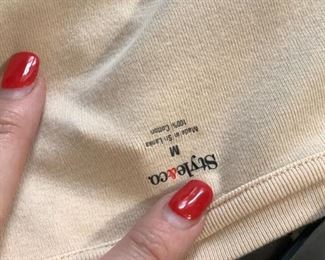 Style&co.
M
Made in Sri Lanka
100% Cotton